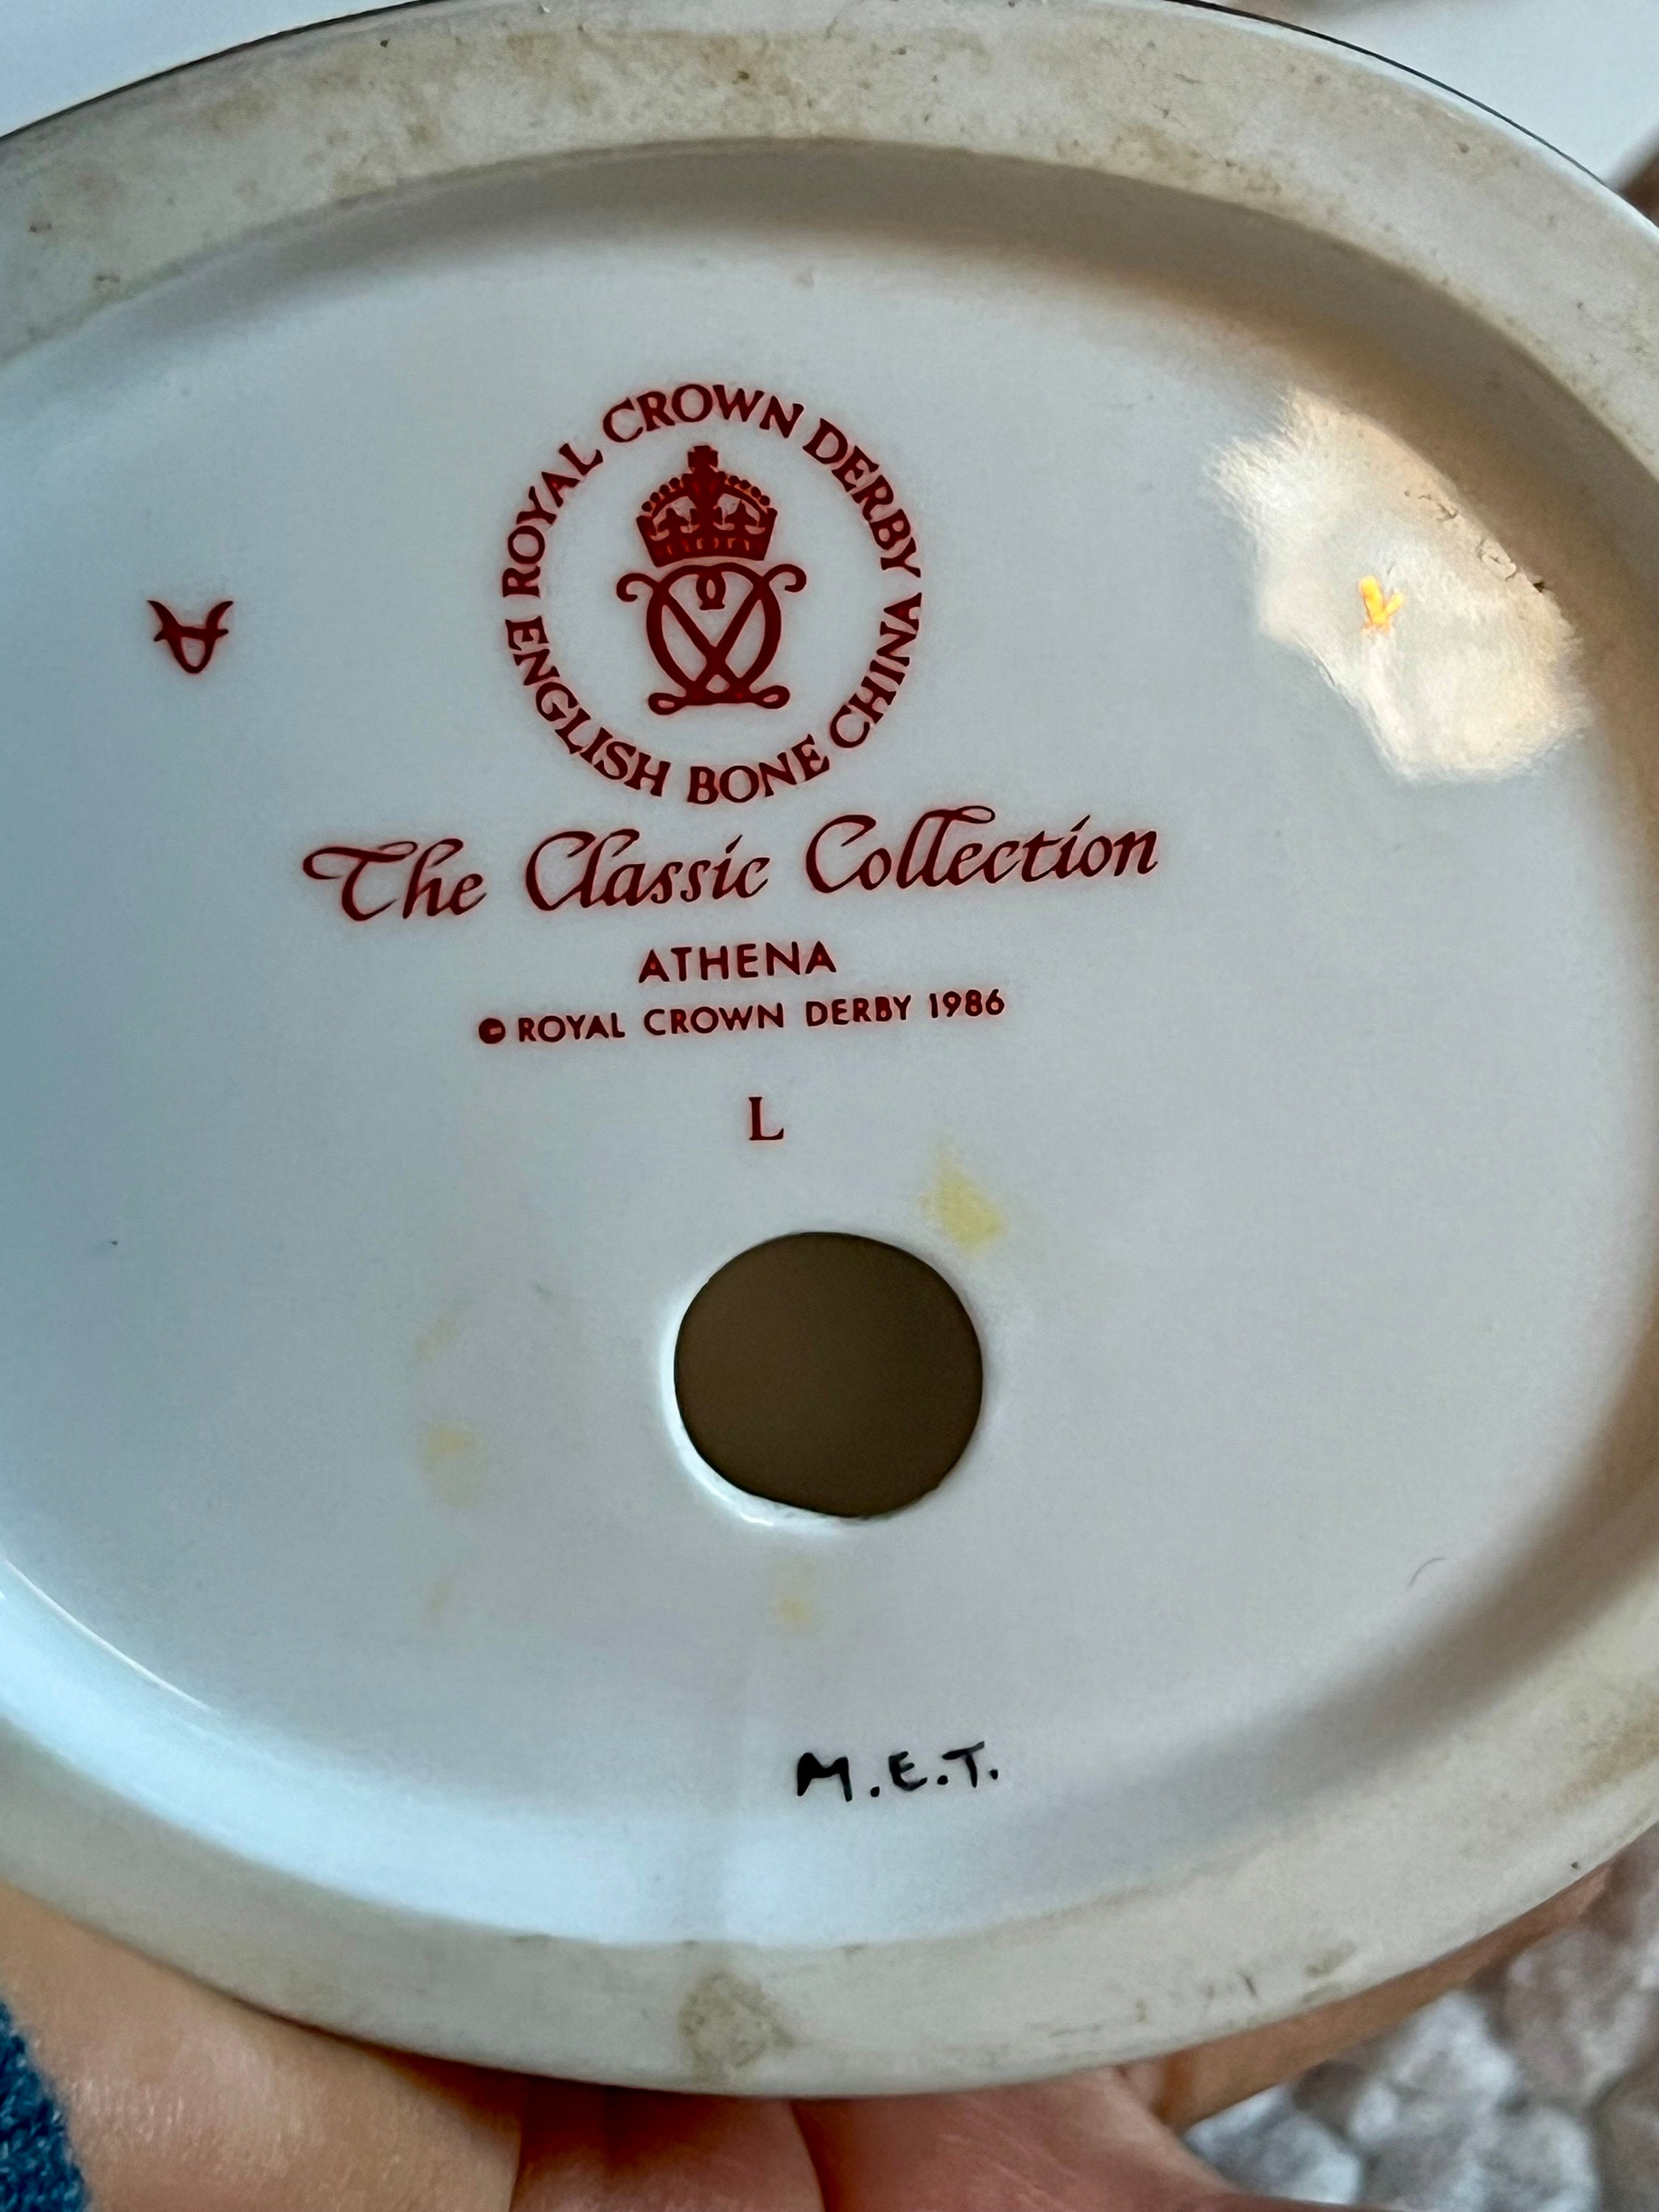 ROYAL CROWN DERBY
ENGLISH BONE CHINA
The Classic Collection
ATHENA
© ROYAL CROWN DERBY 1986
L
M.E.T.